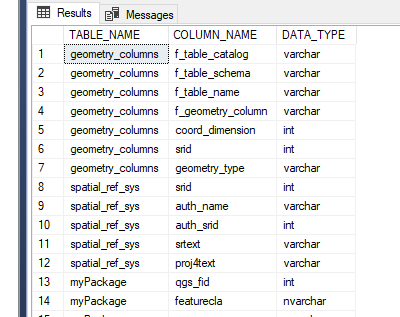 Results Messages
TABLE_NAME COLUMN_NAME DATA_TYPE
1 geometry_columns f_table_catalog varchar
2 geometry_columns f_table_schema varchar
3 geometry_columns f_table_name varchar
4 geometry_columns f_geometry_column varchar
5 geometry_columns coord_dimension int
6 geometry_columns srid int
7 geometry_columns geometry_type varchar
8 spatial_ref_sys srid int
9 spatial_ref_sys auth_name varchar
10 spatial_ref_sys auth_srid int
11 spatial_ref_sys srtext varchar
12 spatial_ref_sys proj4text varchar
13 myPackage qgs_fid int
14 myPackage featurecla nvarchar